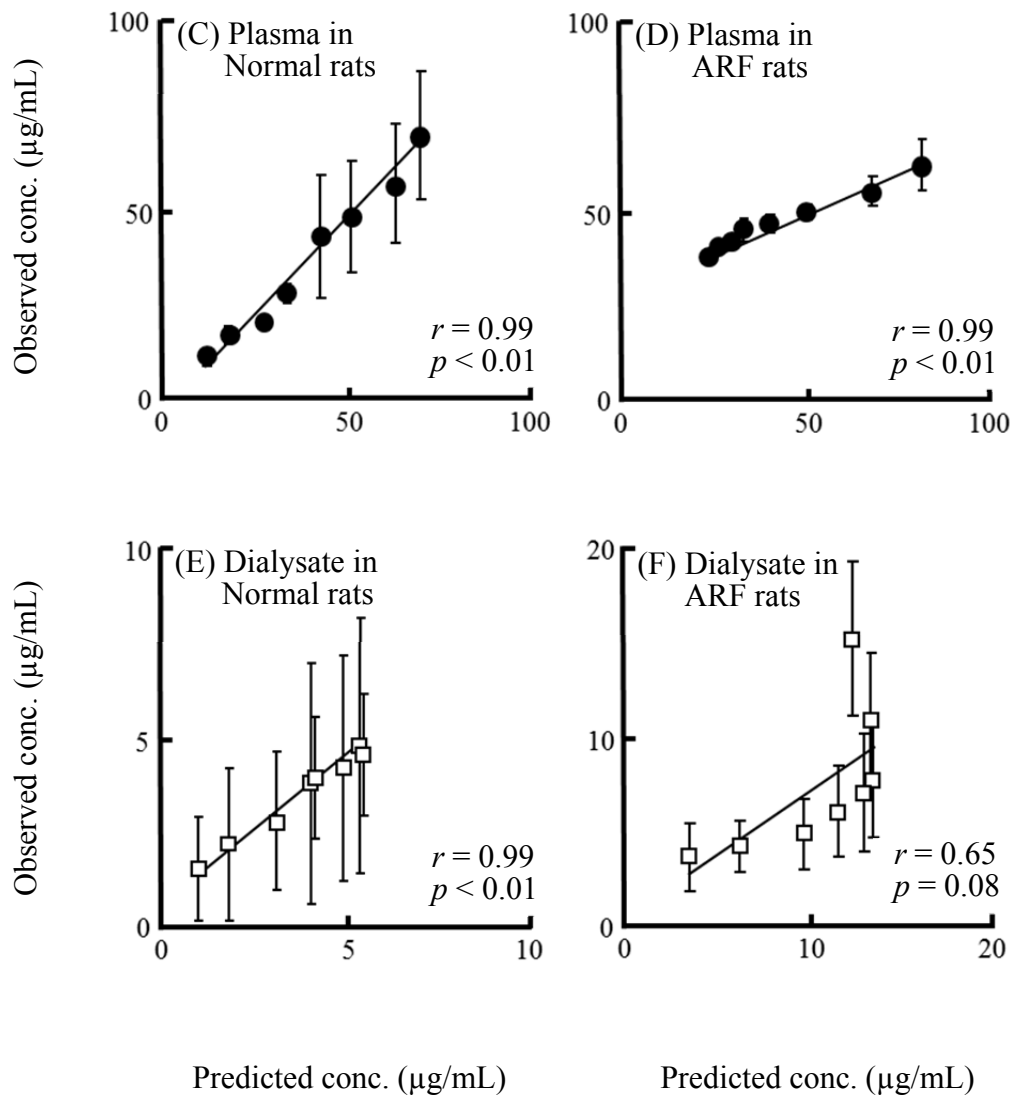 Observed conc. (µg/mL)
100
50
0
(C) Plasma in
Normal rats
r = 0.99
p < 0.01
0
50
100
100
50
0
(D) Plasma in
ARF rats
r = 0.99
p < 0.01
0
50
100
Observed conc. (µg/mL)
10
5
0
(E) Dialysate in
Normal rats
r = 0.99
p < 0.01
0
5
10
20
10
0
(F) Dialysate in
ARF rats
r = 0.65
p = 0.08
0
10
20
Predicted conc. (µg/mL)
Predicted conc. (µg/mL)